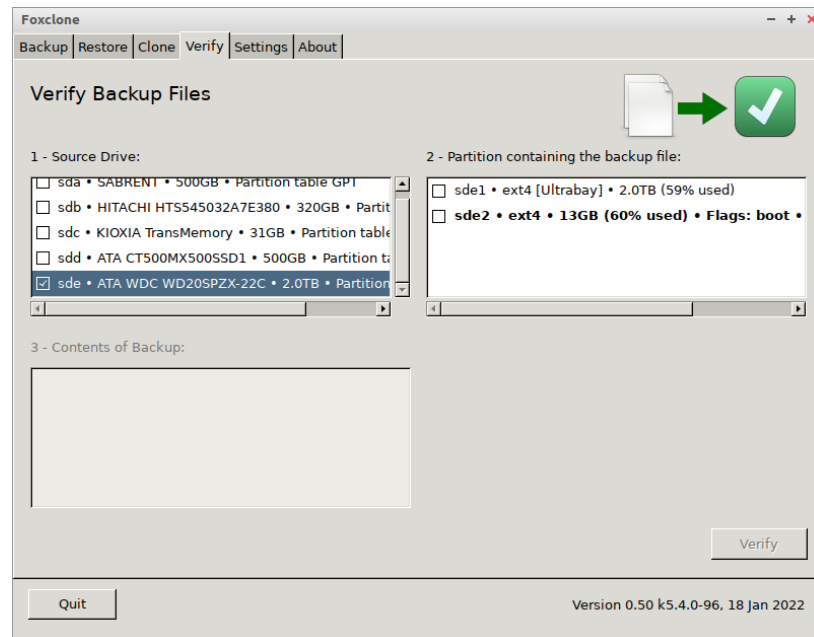 Foxclone
Backup Restore Clone Verify Settings About
Verify Backup Files
1 - Source Drive:
sda • SABRENT • 500GB • Partition table GPT
sdb • HITACHI HTS545032A7E380 • 320GB • Partit
sdc • KIOXIA TransMemory • 31GB • Partition table
sdd • ATA CT500MX500SSD1 • 500GB • Partition ta
sde • ATA WDC WD20SPZX-22C • 2.0TB • Partition
2 - Partition containing the backup file:
sde1 • ext4 [Ultrabay] • 2.0TB (59% used)
sde2 • ext4 • 13GB (60% used) • Flags: boot •
3 - Contents of Backup:
Verify
Quit
Version 0.50 k5.4.0-96, 18 Jan 2022